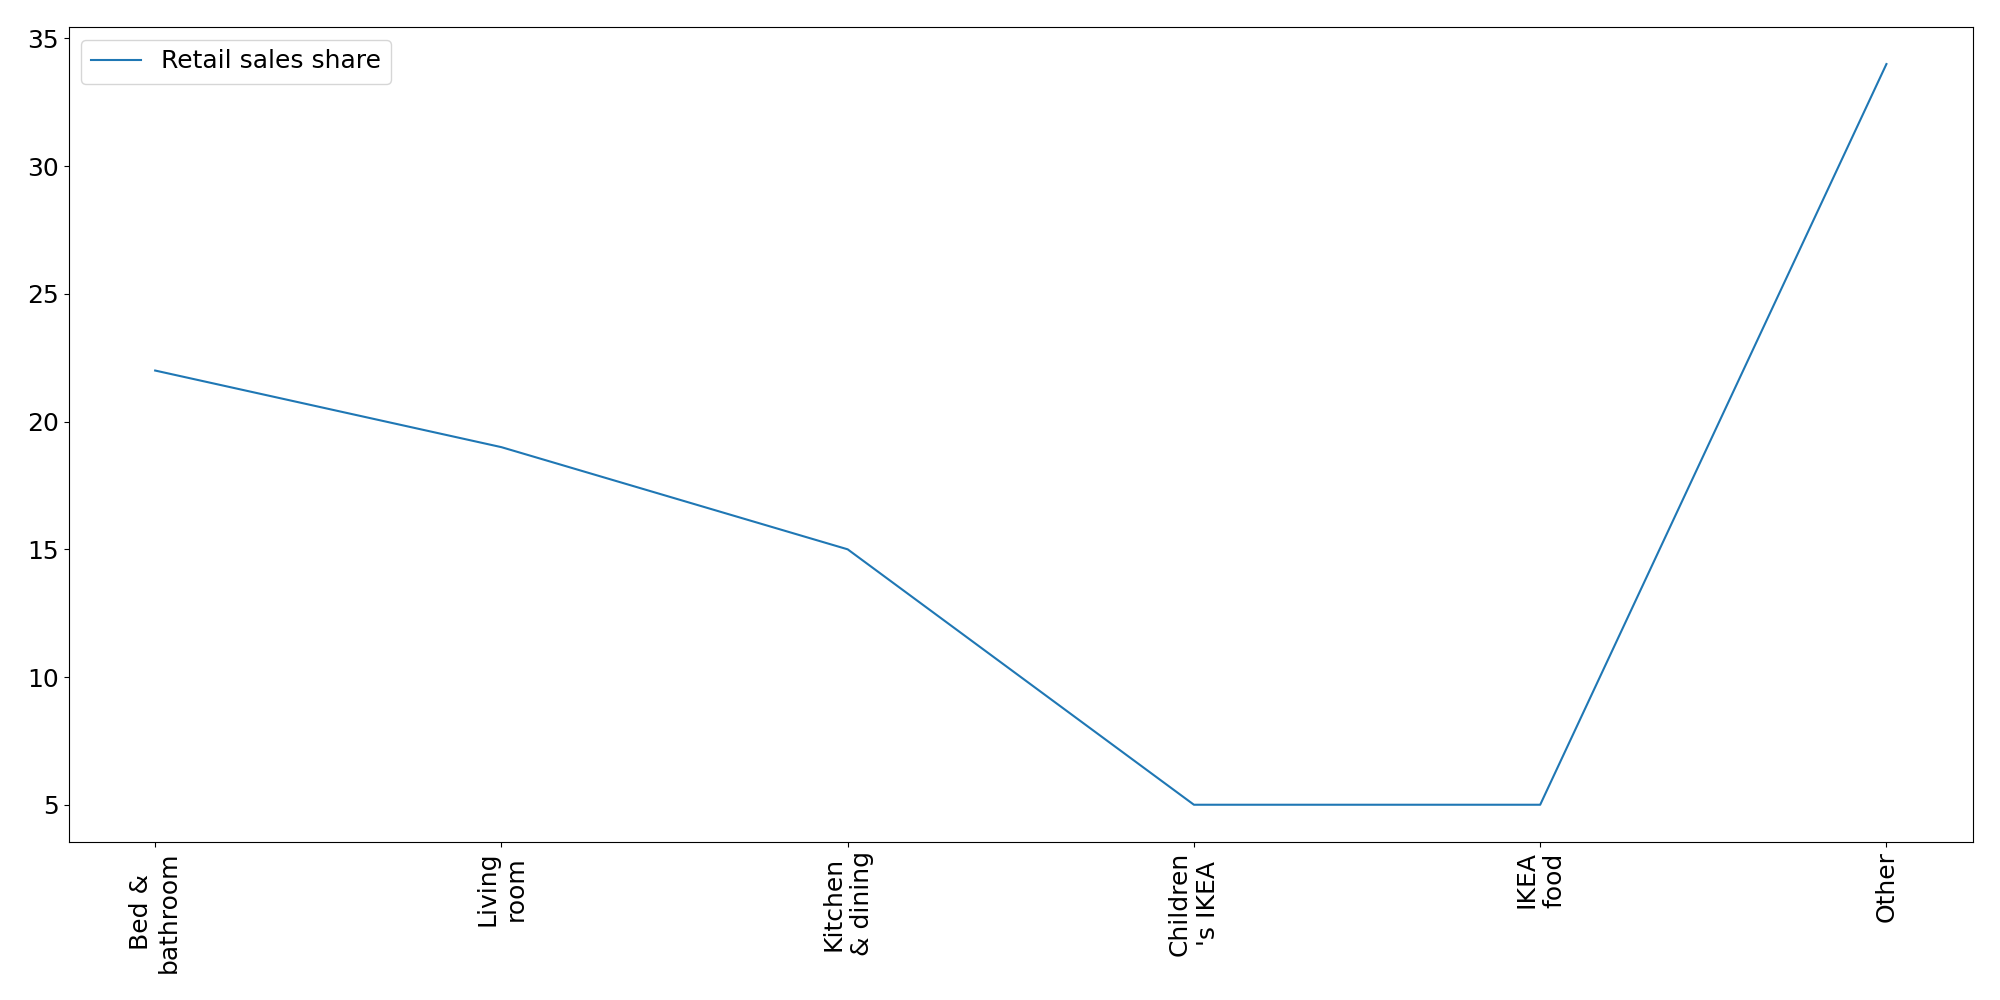 35
30
25
20
15
10
5
Retail sales share
Bed &
bathroom
Living
room
Kitchen
& dining
Children
's IKEA
IKEA
food
Other